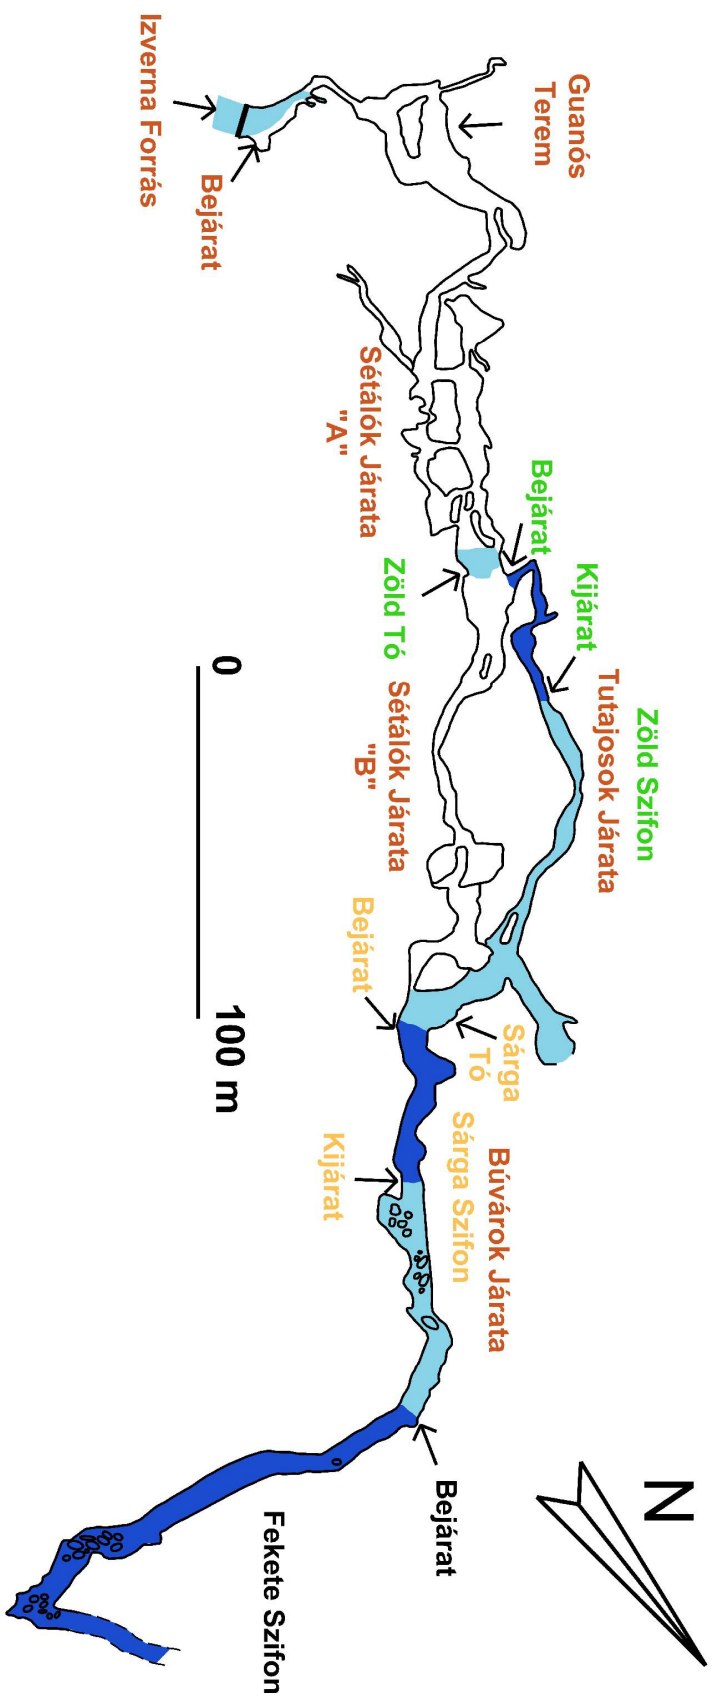 Izverna Forrás
Bejárat
Guanós
Terem
Sétálók Járata
"A"
Bejárat
Zöld Tó
Kijárat
Tutajosok Járata
Zöld Szifon
Sétálók Járata
"B"
Bejárat
Sárga
Tó
Sárga Szifon
Búvárok Járata
Kijárat
Bejárat
Fekete Szifon
0
100 m
N